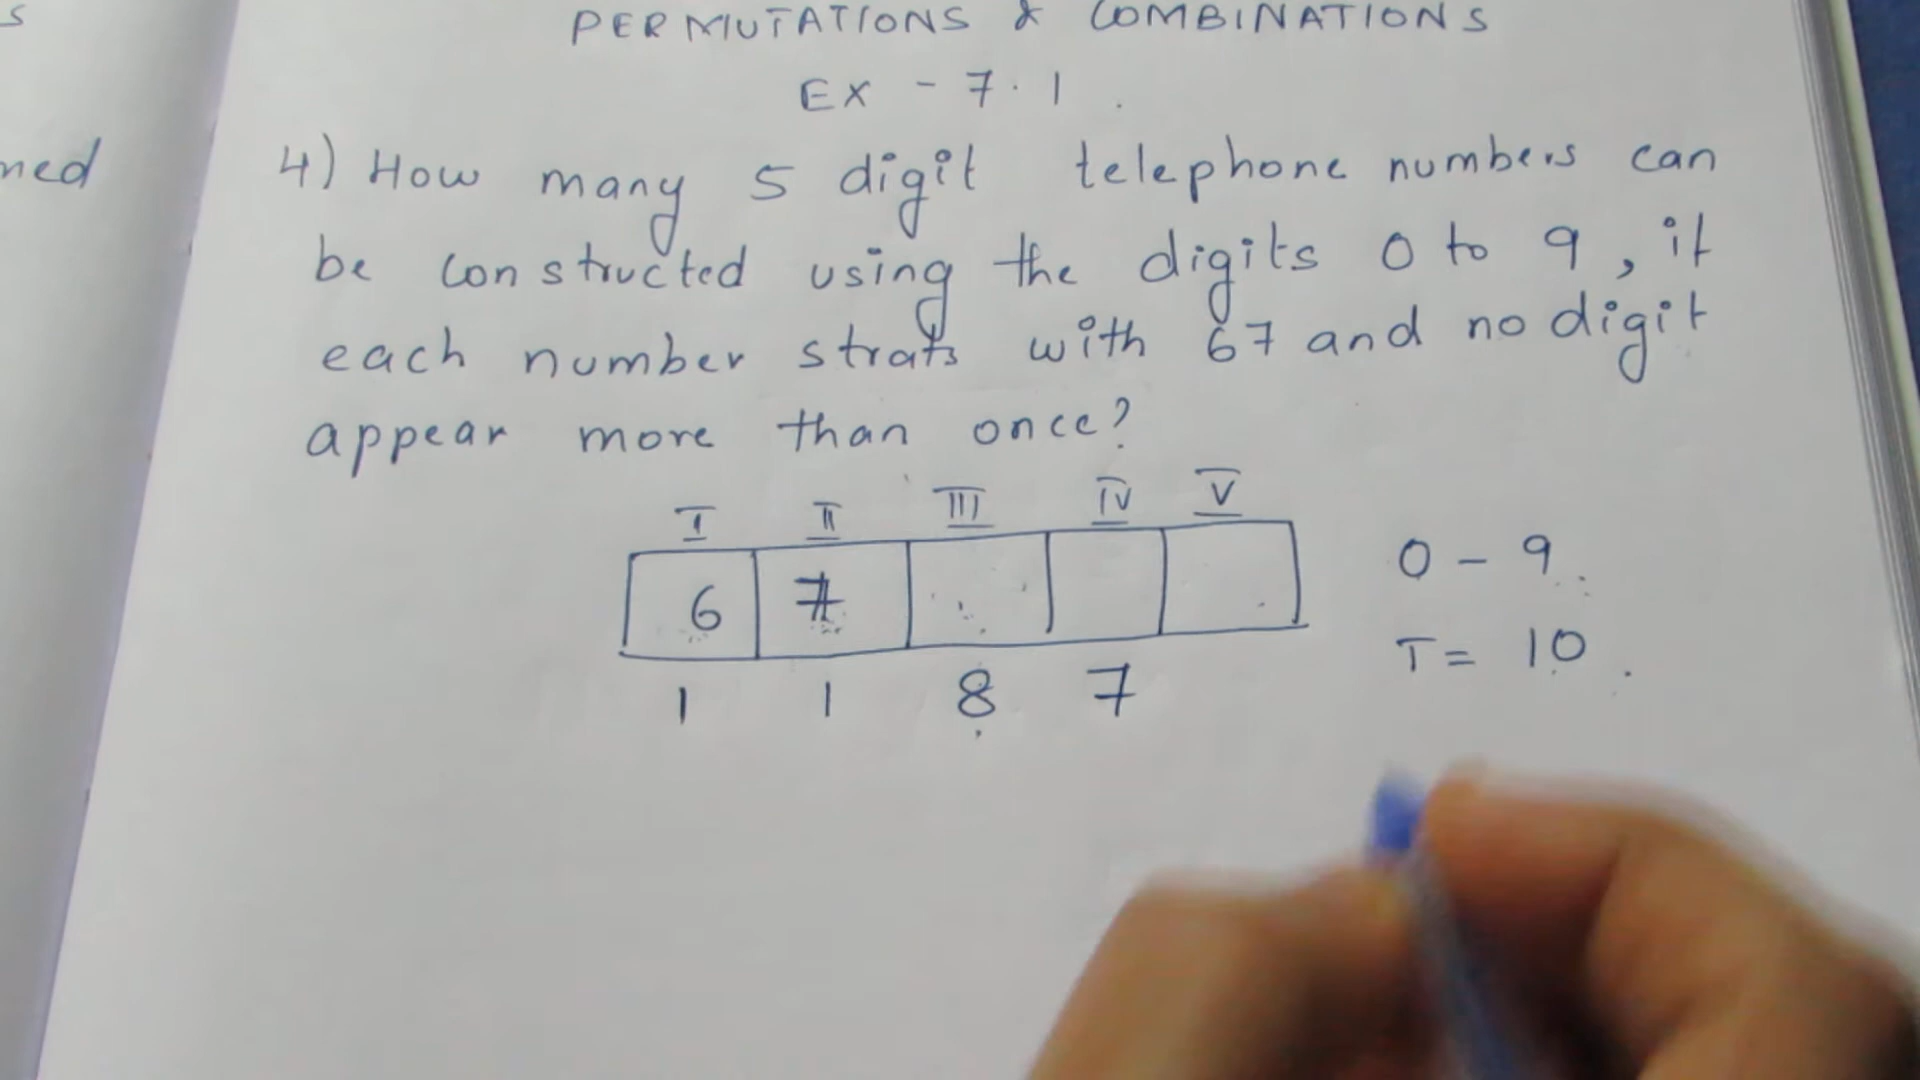 s
PERMUTATIONS & COMBINATIONS
EX - 7.1
ned
4) How many 5 digit telephone numbers can
be constructed using the digits 0 to 9, if
each number strats with 67 and no digit
appear more than once?
I II III IV V
6 7
0 - 9
T = 10
1 1 8 7